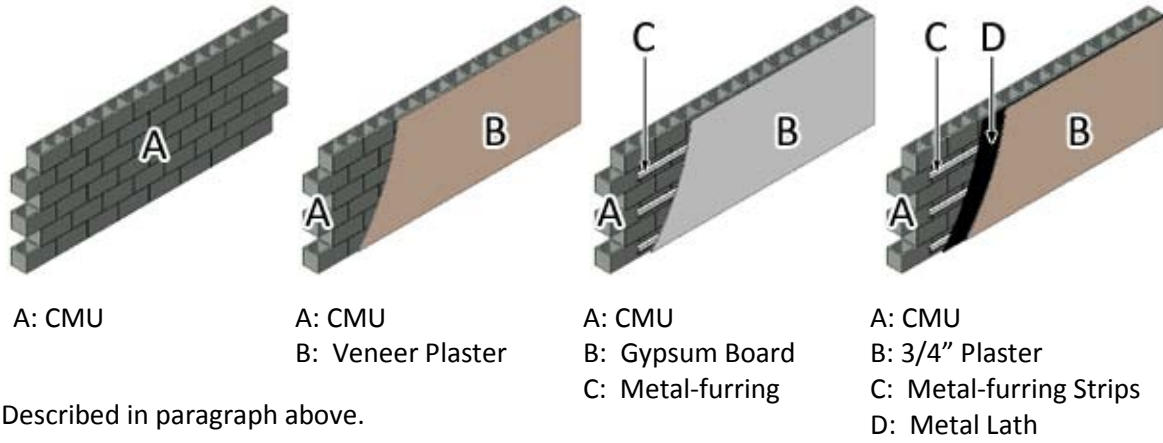 A
A
B
C
A
B
C
D
A
B
A: CMU
A: CMU
B: Veneer Plaster
A: CMU
B: Gypsum Board
C: Metal-furring
A: CMU
B: 3/4” Plaster
C: Metal-furring Strips
D: Metal Lath
Described in paragraph above.